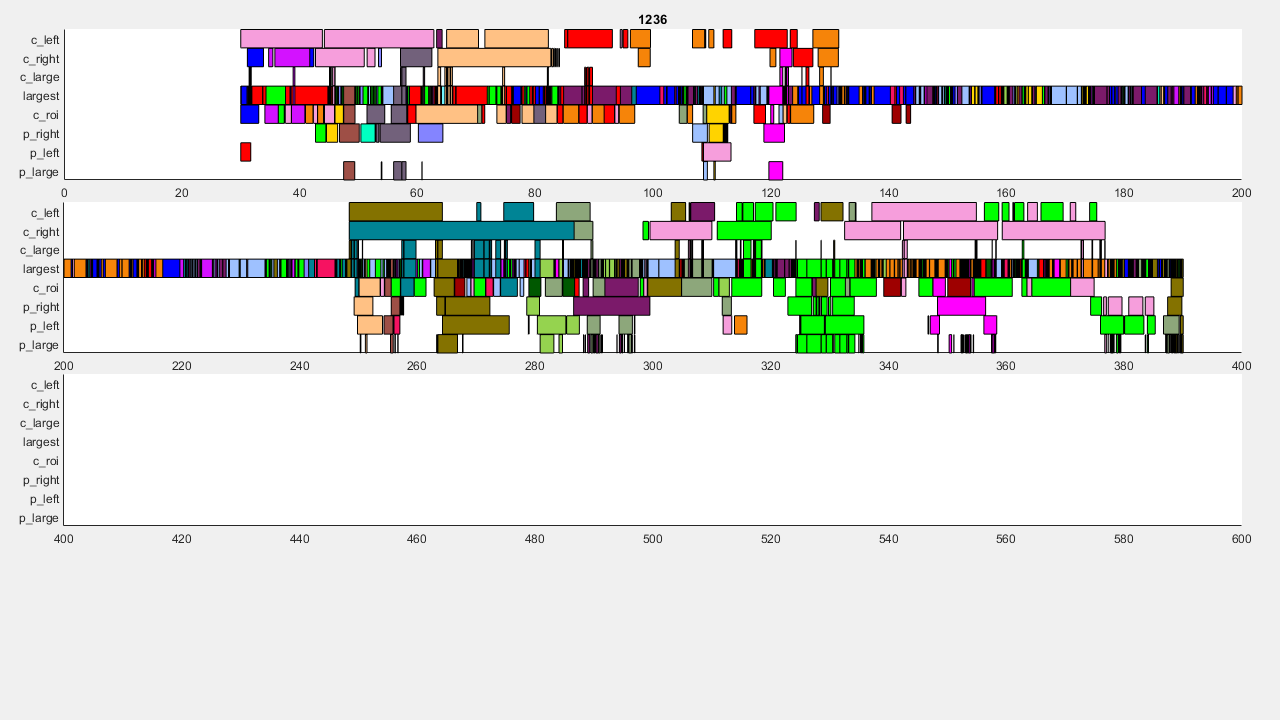 1236
c_left
c_right
c_large
largest
c_roi
p_right
p_left
p_large
0 20 40 60 80 100 120 140 160 180 200
c_left
c_right
c_large
largest
c_roi
p_right
p_left
p_large
200 220 240 260 280 300 320 340 360 380 400
c_left
c_right
c_large
largest
c_roi
p_right
p_left
p_large
400 420 440 460 480 500 520 540 560 580 600